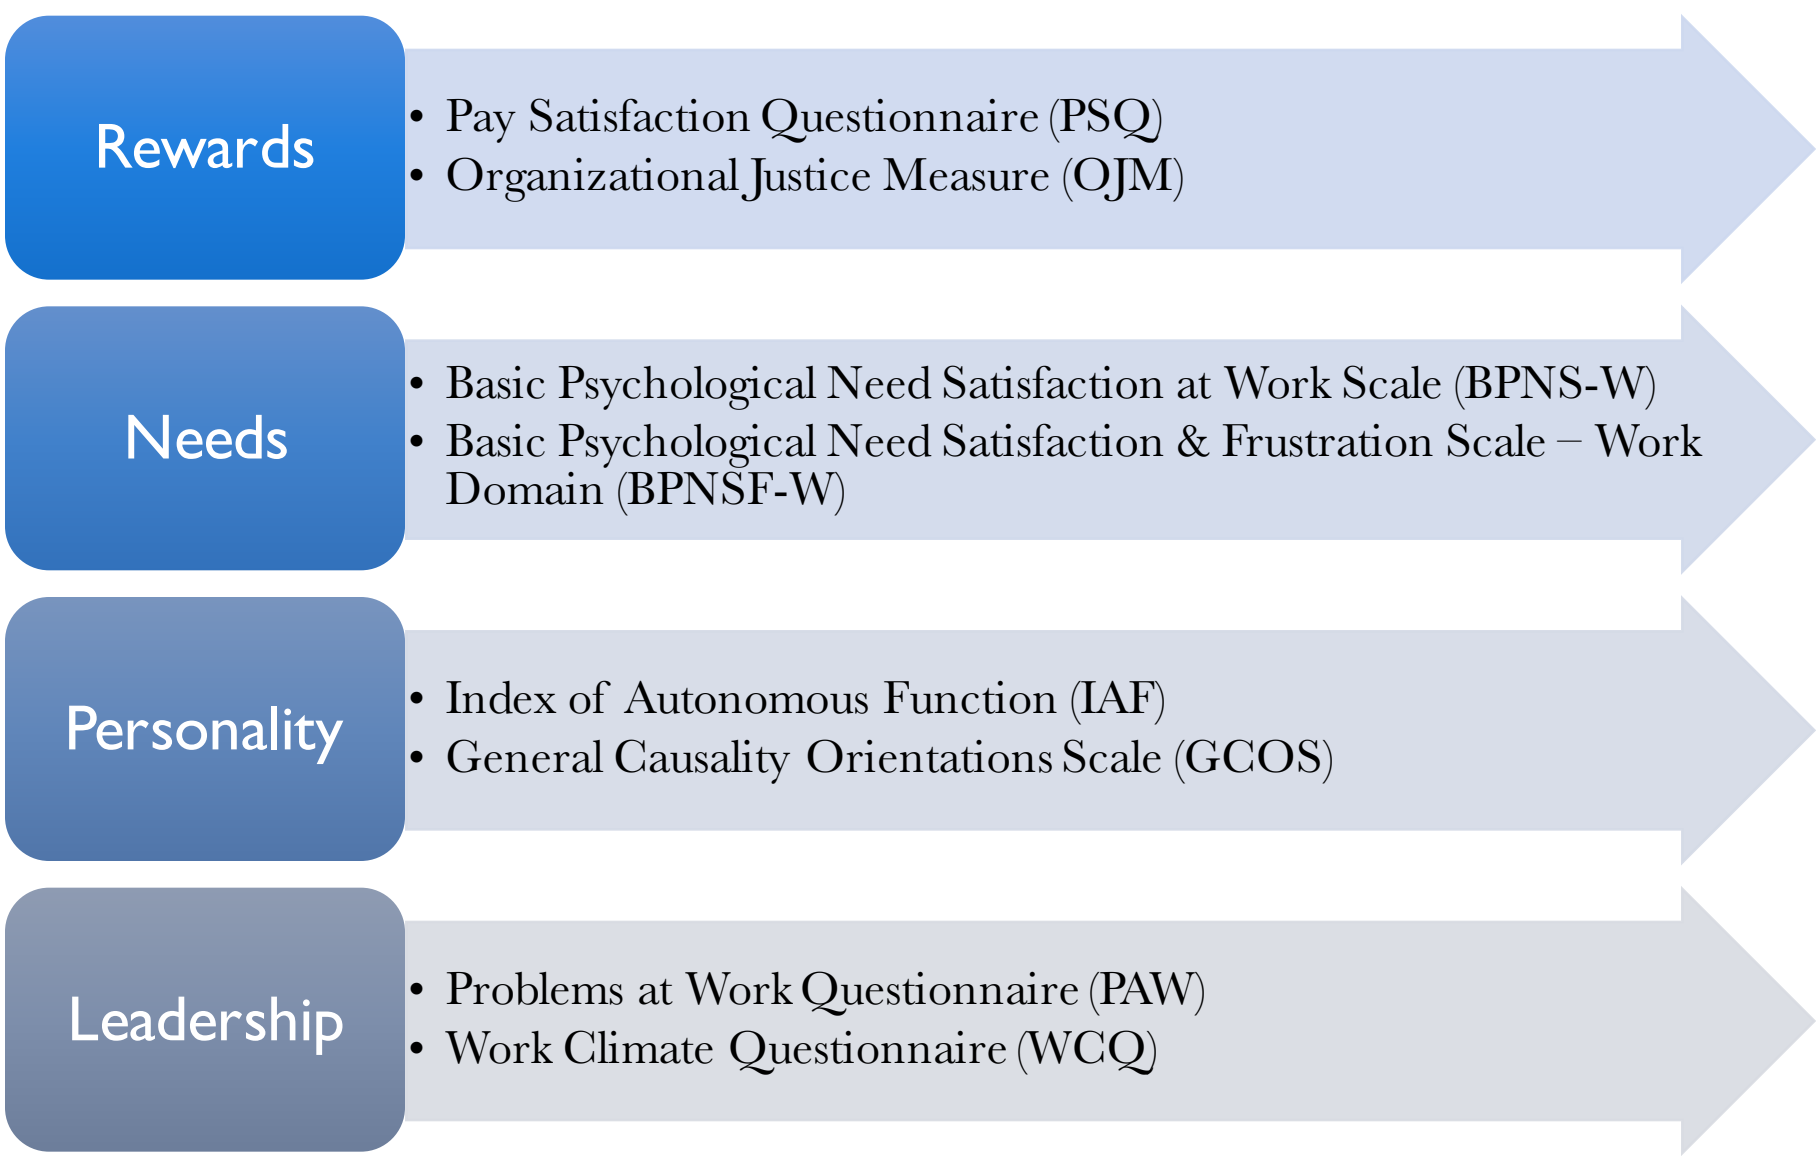 Rewards
• Pay Satisfaction Questionnaire (PSQ)
• Organizational Justice Measure (OJM)
Needs
• Basic Psychological Need Satisfaction at Work Scale (BPNS-W)
• Basic Psychological Need Satisfaction & Frustration Scale – Work
Domain (BPNSF-W)
Personality
• Index of Autonomous Function (IAF)
• General Causality Orientations Scale (GCOS)
Leadership
• Problems at Work Questionnaire (PAW)
• Work Climate Questionnaire (WCQ)